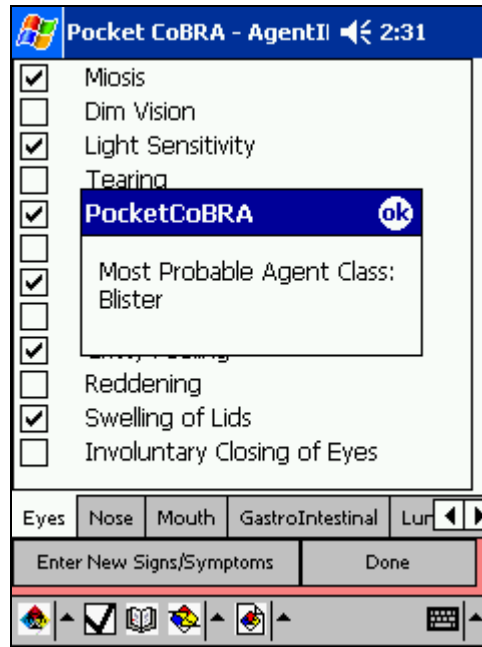 Pocket CoBRA - AgentI 2:31
Miosis
Dim Vision
Light Sensitivity
Tearing
PocketCoBRA ok
Most Probable Agent Class:
Blister
Reddening
Swelling of Lids
Involuntary Closing of Eyes
Eyes Nose Mouth GastroIntestinal Lun
Enter New Signs/Symptoms Done